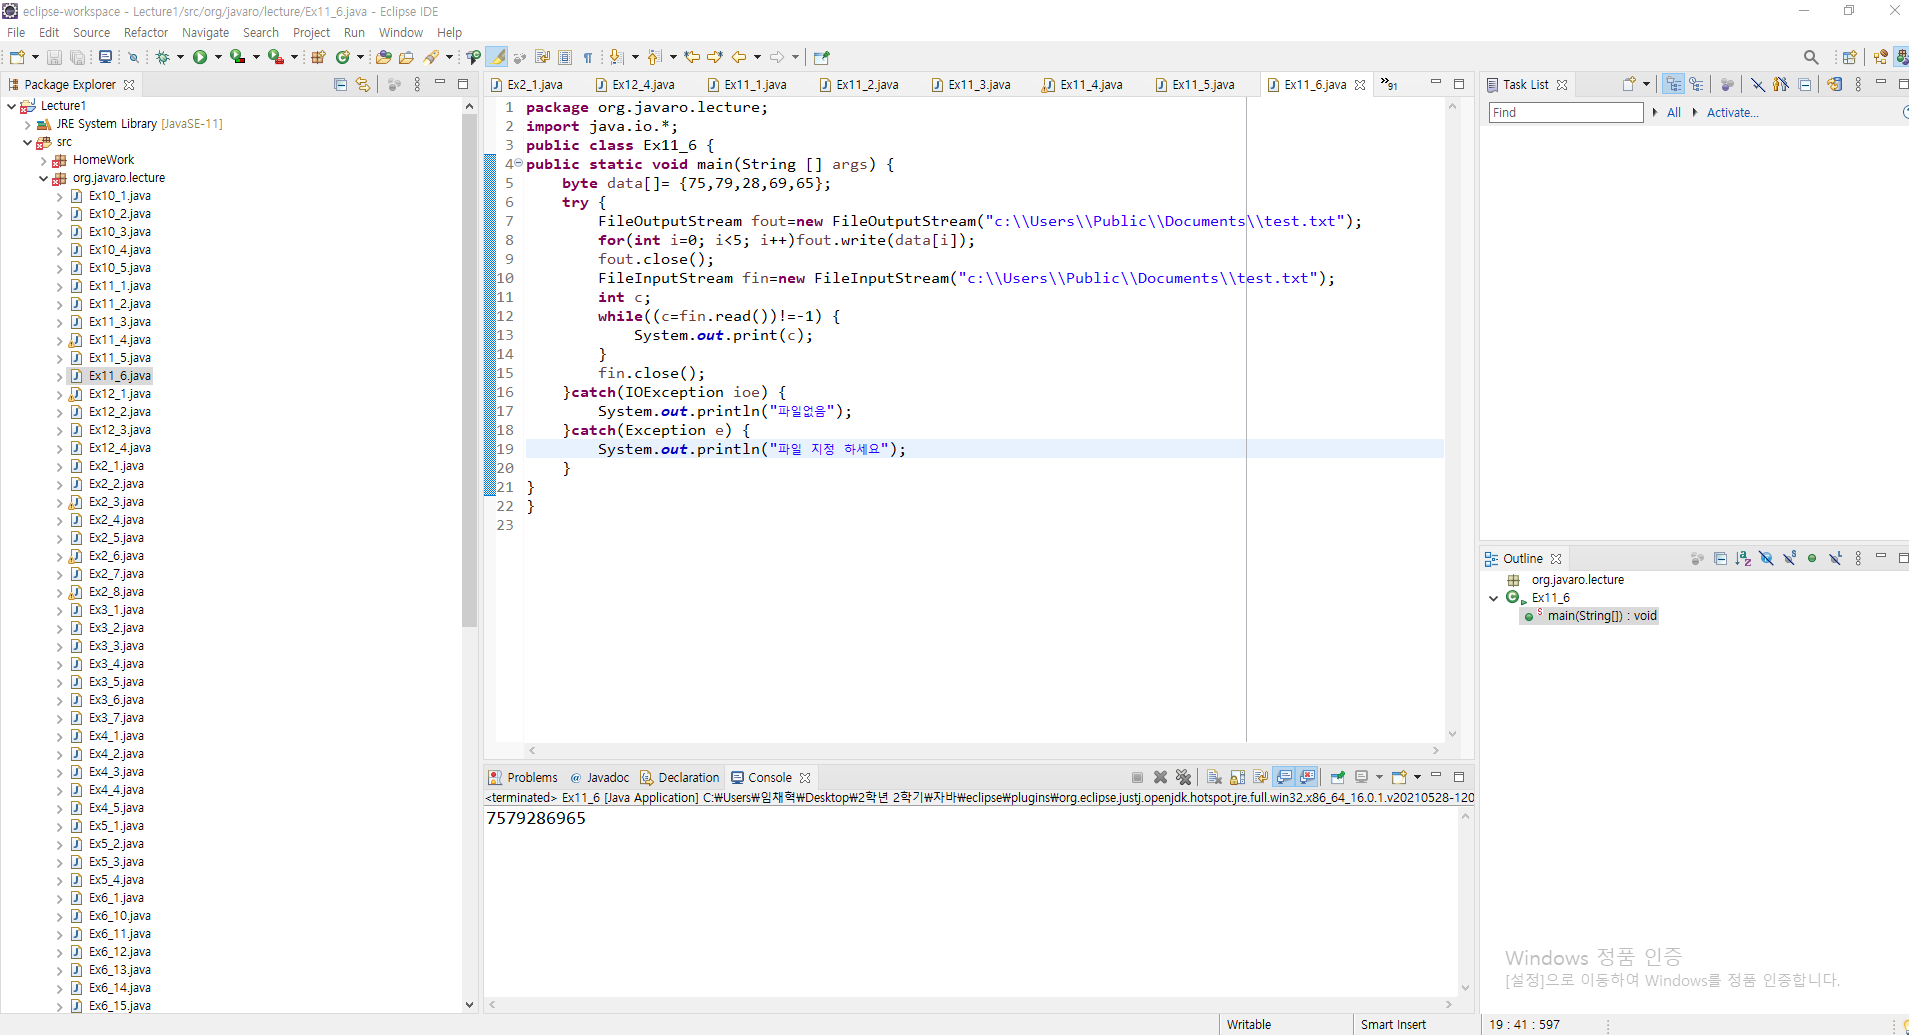 eclipse-workspace - Lecture1/src/org/javaro/lecture/Ex11_6.java - Eclipse IDE
File Edit Source Refactor Navigate Search Project Run Window Help
Package Explorer
Lecture1
JRE System Library [JavaSE-11]
src
HomeWork
org.javaro.lecture
Ex10_1.java
Ex10_2.java
Ex10_3.java
Ex10_4.java
Ex10_5.java
Ex11_1.java
Ex11_2.java
Ex11_3.java
Ex11_4.java
Ex11_5.java
Ex11_6.java
Ex12_1.java
Ex12_2.java
Ex12_3.java
Ex12_4.java
Ex2_1.java
Ex2_2.java
Ex2_3.java
Ex2_4.java
Ex2_5.java
Ex2_6.java
Ex2_7.java
Ex2_8.java
Ex3_1.java
Ex3_2.java
Ex3_3.java
Ex3_4.java
Ex3_5.java
Ex3_6.java
Ex3_7.java
Ex4_1.java
Ex4_2.java
Ex4_3.java
Ex4_4.java
Ex4_5.java
Ex5_1.java
Ex5_2.java
Ex5_3.java
Ex5_4.java
Ex6_1.java
Ex6_10.java
Ex6_11.java
Ex6_12.java
Ex6_13.java
Ex6_14.java
Ex6_15.java
Ex2_1.java Ex12_4.java Ex11_1.java Ex11_2.java Ex11_3.java Ex11_4.java Ex11_5.java Ex11_6.java »91
1 package org.javaro.lecture;
2 import java.io.*;
3 public class Ex11_6 {
4 public static void main(String [] args) {
5 byte data[]= {75,79,28,69,65};
6 try {
7 FileOutputStream fout=new FileOutputStream("c:\\Users\\Public\\Documents\\test.txt");
8 for(int i=0; i<5; i++)fout.write(data[i]);
9 fout.close();
10 FileInputStream fin=new FileInputStream("c:\\Users\\Public\\Documents\\test.txt");
11 int c;
12 while((c=fin.read())!=-1) {
13 System.out.print(c);
14 }
15 fin.close();
16 }catch(IOException ioe) {
17 System.out.println("파일없음");
18 }catch(Exception e) {
19 System.out.println("파일 지정 하세요");
20 }
21 }
22 }
23
Problems @ Javadoc Declaration Console
<terminated> Ex11_6 [Java Application] C:₩Users₩임채혁₩Desktop₩2학년 2학기₩자바₩eclipse₩plugins₩org.eclipse.justj.openjdk.hotspot.jre.full.win32.x86_64_16.0.1.v20210528-120
7579286965
Task List
Find All Activate...
Outline
org.javaro.lecture
Ex11_6
main(String[]) : void
Windows 정품 인증
[설정]으로 이동하여 Windows를 정품 인증합니다.
Writable Smart Insert 19 : 41 : 597